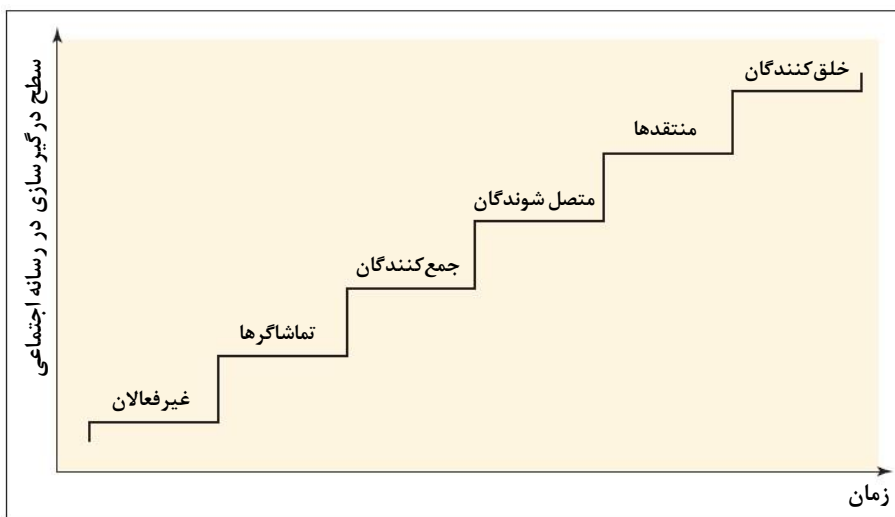 سطح درگیرسازی در رسانه اجتماعی
خلق‌کنندگان
منتقدها
متصل شوندگان
جمع‌کنندگان
تماشاگرها
غیرفعالان
زمان